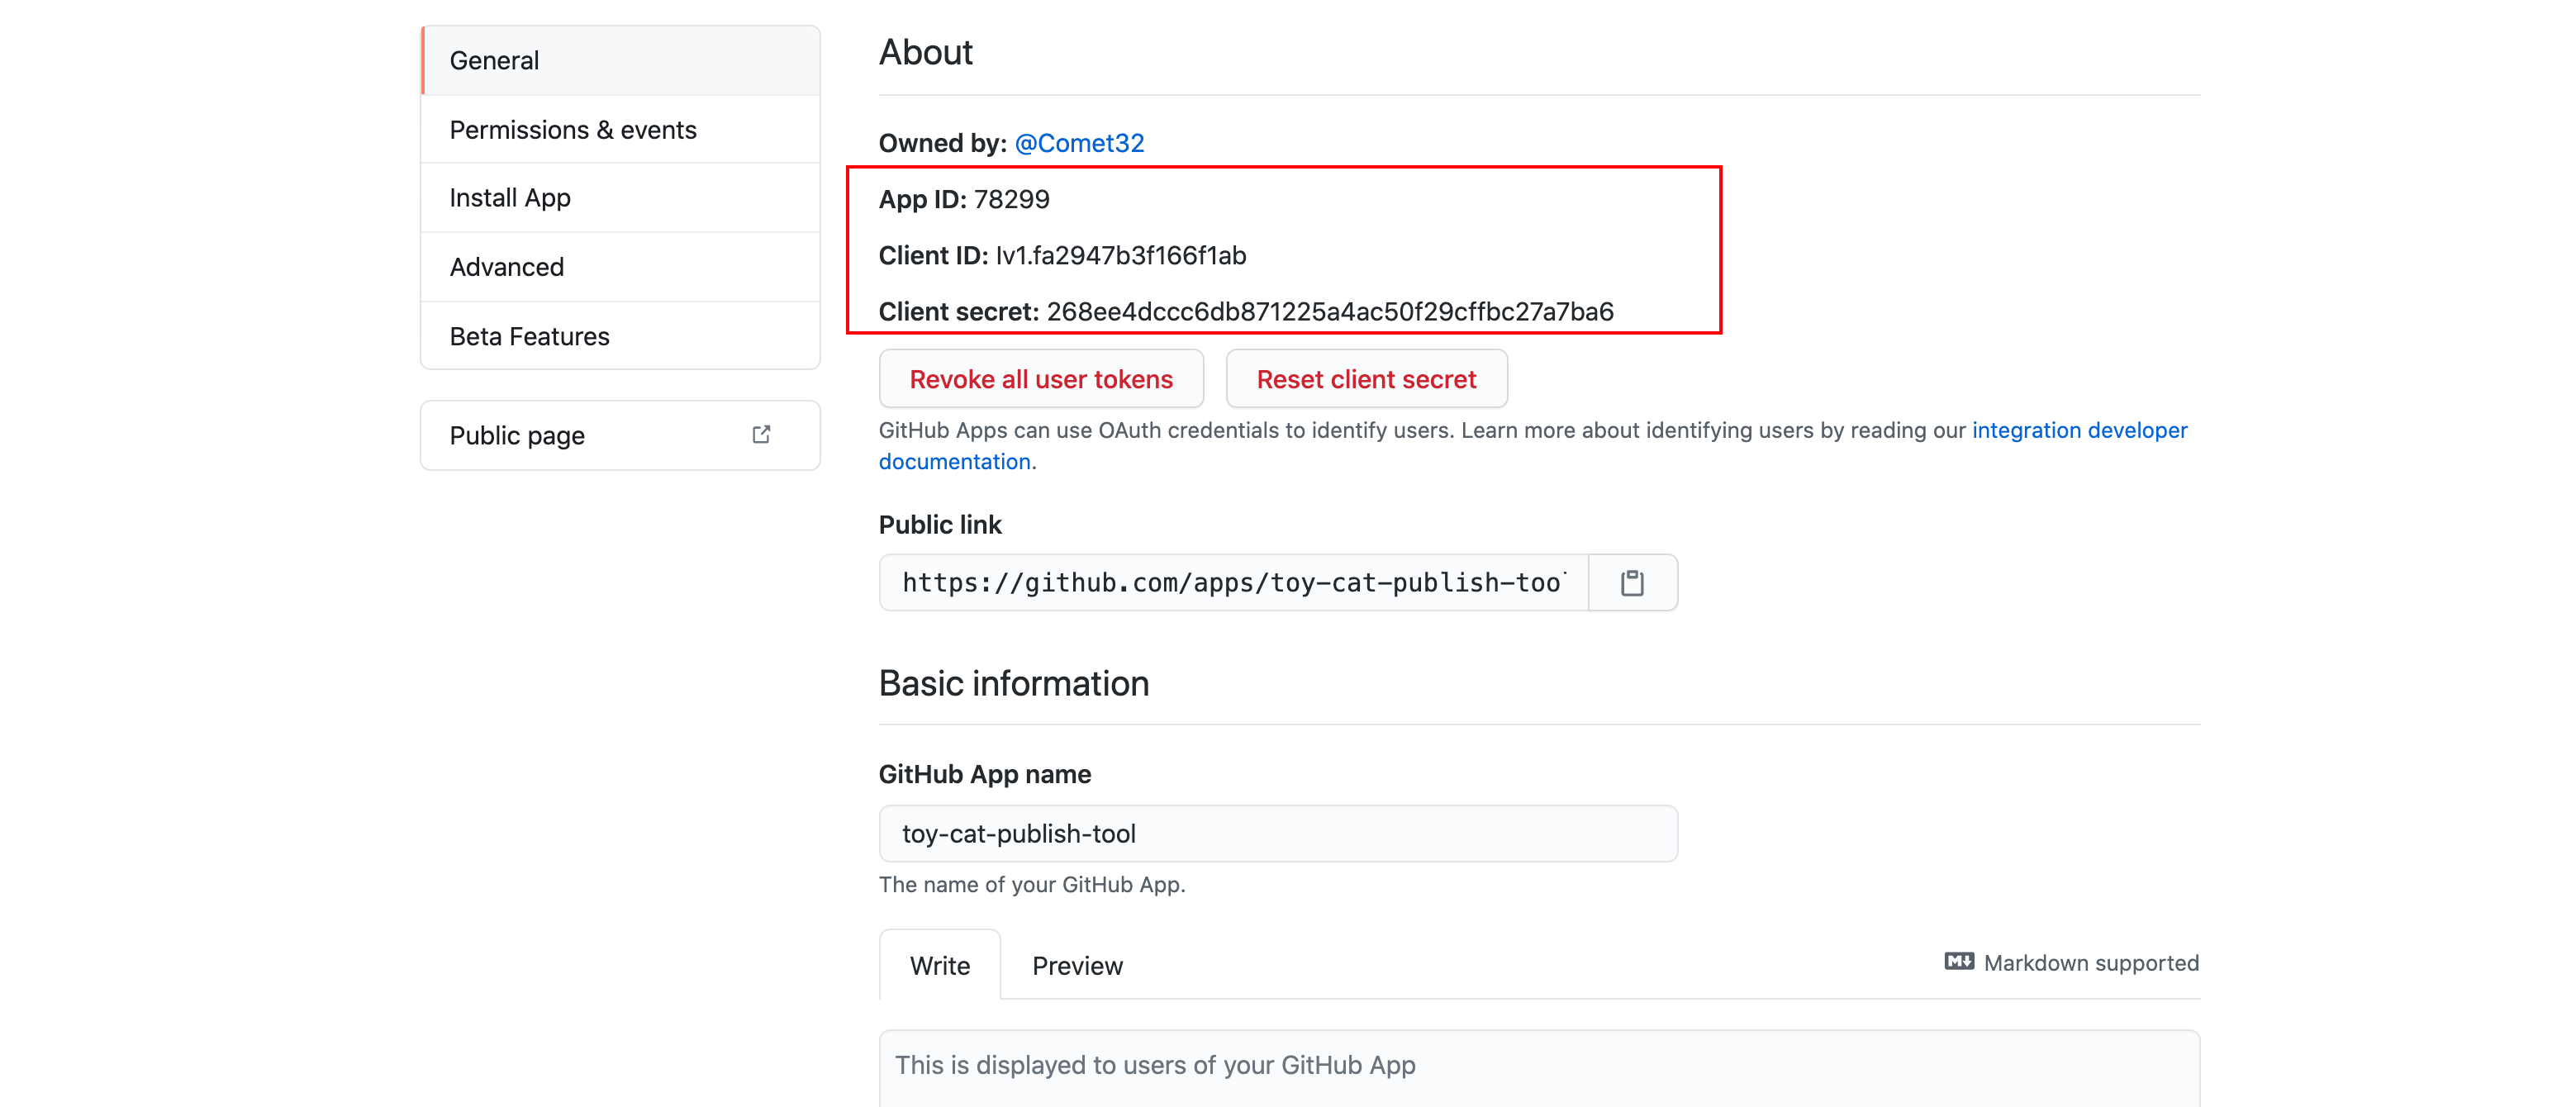 General
Permissions & events
Install App
Advanced
Beta Features
Public page
About
Owned by: @Comet32
App ID: 78299
Client ID: Iv1.fa2947b3f166f1ab
Client secret: 268ee4dccc6db871225a4ac50f29cffbc27a7ba6
Revoke all user tokens
Reset client secret
GitHub Apps can use OAuth credentials to identify users. Learn more about identifying users by reading our integration developer
documentation.
Public link
https://github.com/apps/toy-cat-publish-too
Basic information
GitHub App name
toy-cat-publish-tool
The name of your GitHub App.
Write
Preview
Markdown supported
This is displayed to users of your GitHub App